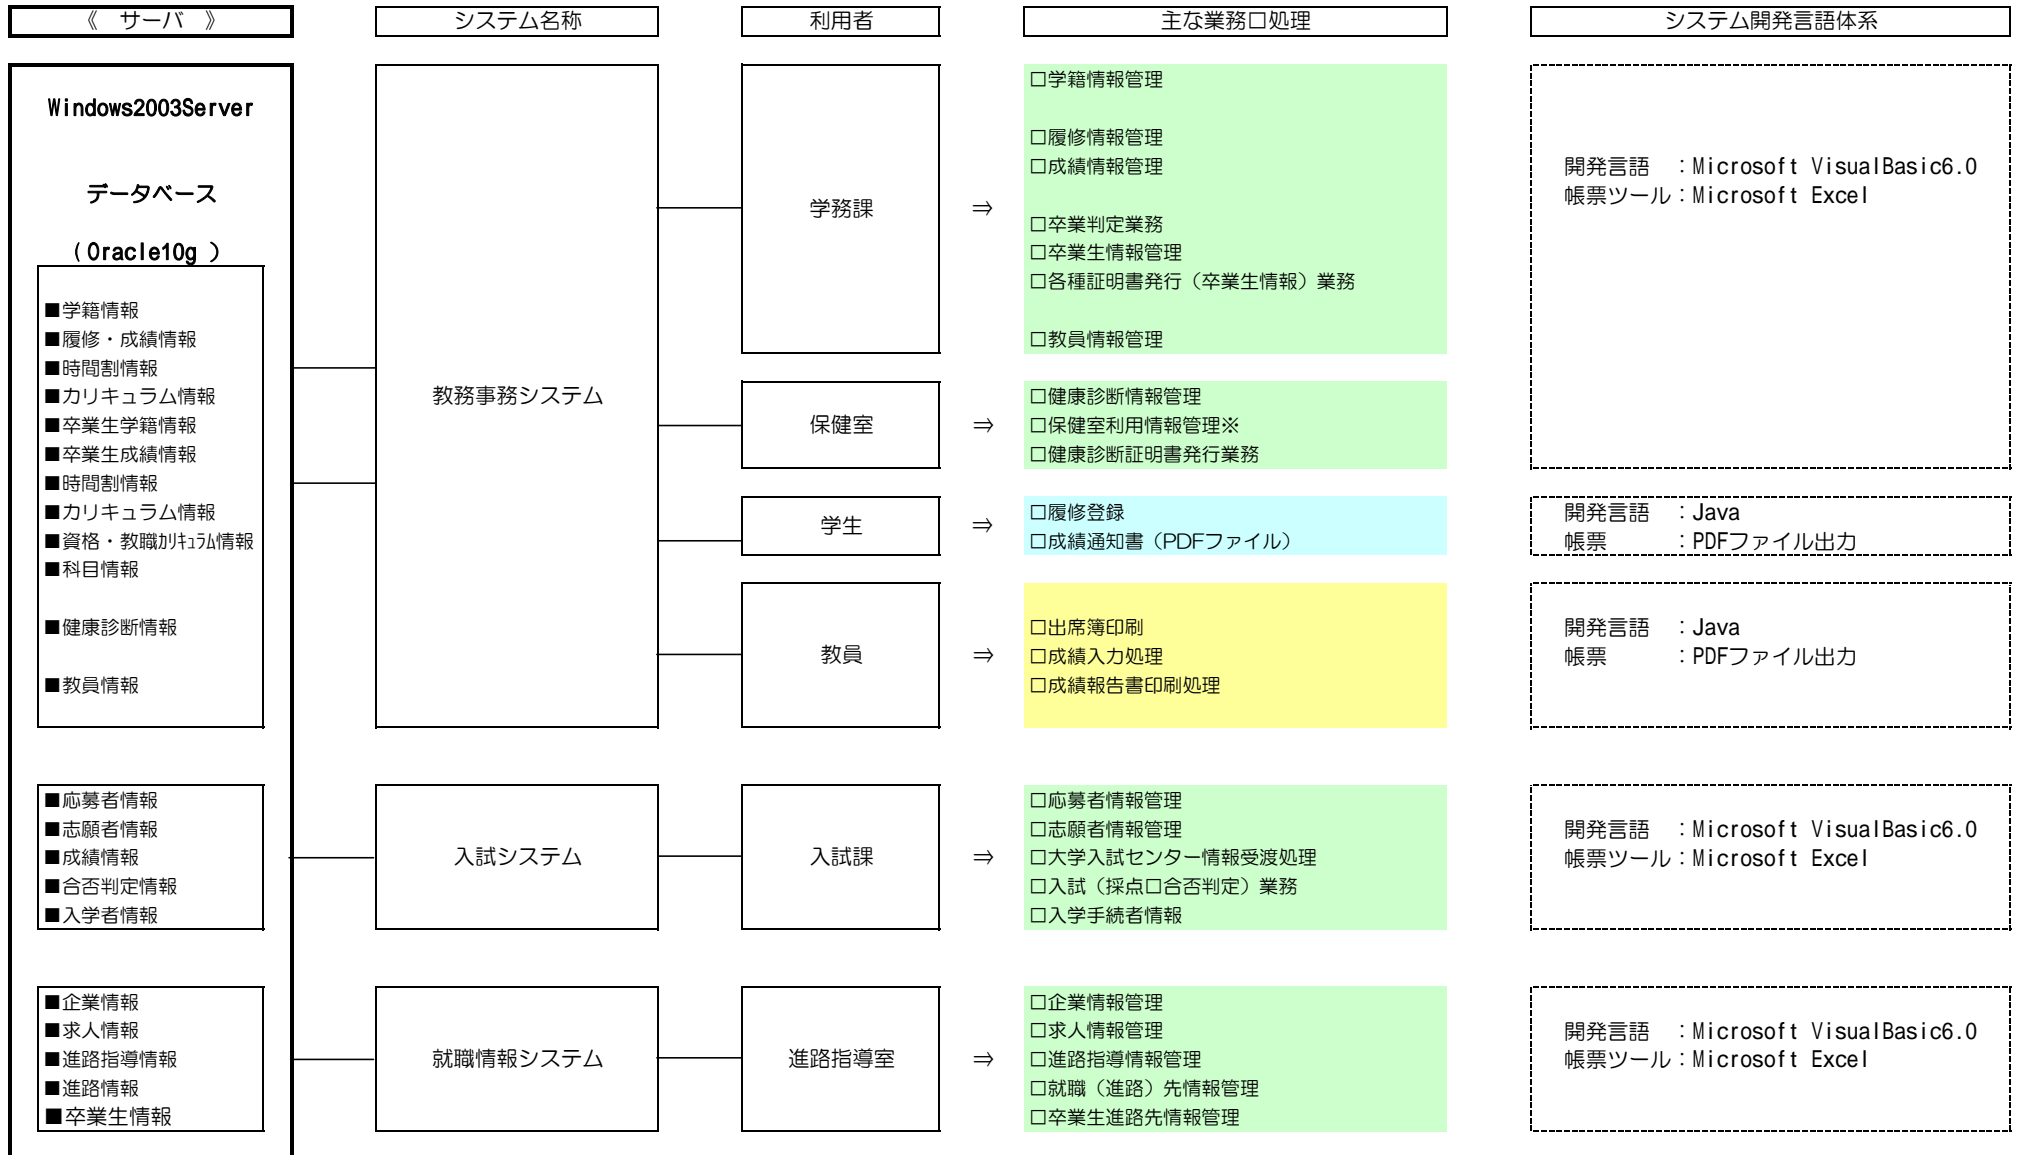 《　サーバ　》
システム名称
利用者
主な業務□処理
システム開発言語体系
Windows2003Server
データベース
(Oracle10g )
■学籍情報
■履修・成績情報
■時間割情報
■カリキュラム情報
■卒業生学籍情報
■卒業生成績情報
■時間割情報
■カリキュラム情報
■資格・教職ｶﾘｷｭﾗﾑ情報
■科目情報
■健康診断情報
■教員情報
教務事務システム
学務課
⇒
□学籍情報管理
□履修情報管理
□成績情報管理
□卒業判定業務
□卒業生情報管理
□各種証明書発行（卒業生情報）業務
□教員情報管理
開発言語　：Microsoft VisualBasic6.0
帳票ツール：Microsoft Excel
保健室
⇒
□健康診断情報管理
□保健室利用情報管理※
□健康診断証明書発行業務
学生
⇒
□履修登録
□成績通知書（PDFファイル）
開発言語　：Java
帳票　　　：PDFファイル出力
教員
⇒
□出席簿印刷
□成績入力処理
□成績報告書印刷処理
開発言語　：Java
帳票　　　：PDFファイル出力
■応募者情報
■志願者情報
■成績情報
■合否判定情報
■入学者情報
入試システム
入試課
⇒
□応募者情報管理
□志願者情報管理
□大学入試センター情報受渡処理
□入試（採点□合否判定）業務
□入学手続者情報
開発言語　：Microsoft VisualBasic6.0
帳票ツール：Microsoft Excel
■企業情報
■求人情報
■進路指導情報
■進路情報
■卒業生情報
就職情報システム
進路指導室
⇒
□企業情報管理
□求人情報管理
□進路指導情報管理
□就職（進路）先情報管理
□卒業生進路先情報管理
開発言語　：Microsoft VisualBasic6.0
帳票ツール：Microsoft Excel